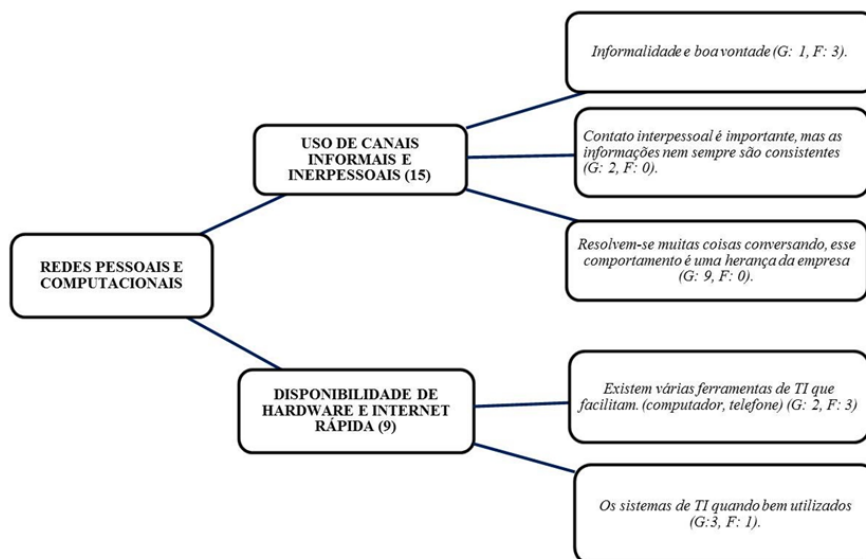 Informalidade e boa vontade (G: 1, F: 3).
USO DE CANAIS
INFORMAIS E
INERPESSOAIS (15)
Contato interpessoal é importante, mas as
informações nem sempre são consistentes
(G: 2, F: 0).
Resolvem-se muitas coisas conversando, esse
comportamento é uma herança da empresa
(G: 9, F: 0).
REDES PESSOAIS E
COMPUTACIONAIS
DISPONIBILIDADE DE
HARDWARE E INTERNET
RÁPIDA (9)
Existem várias ferramentas de TI que
facilitam. (computador, telefone) (G: 2, F: 3)
Os sistemas de TI quando bem utilizados
(G:3, F: 1).